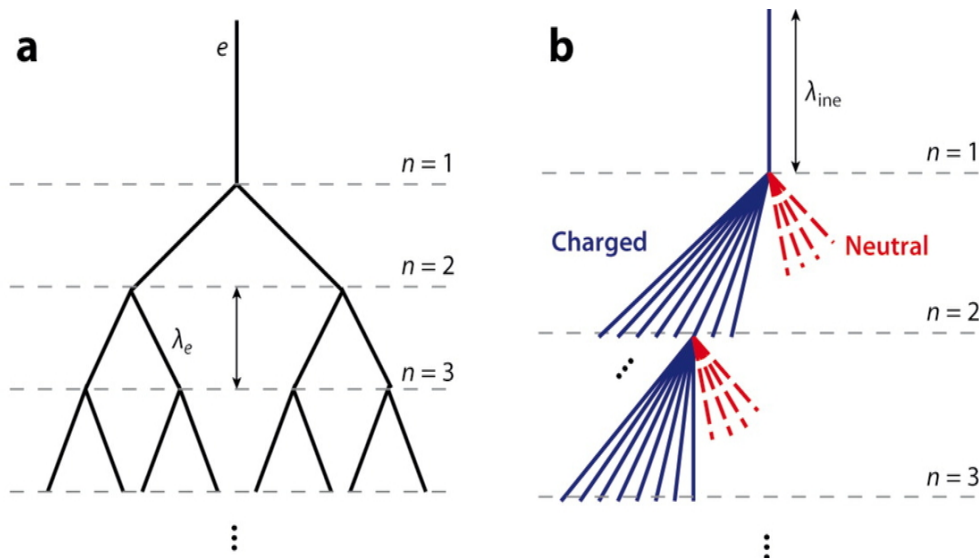 a
e
n = 1
n = 2
λe
n = 3
⋮
b
λine
n = 1
Charged
Neutral
n = 2
⋰
n = 3
⋮